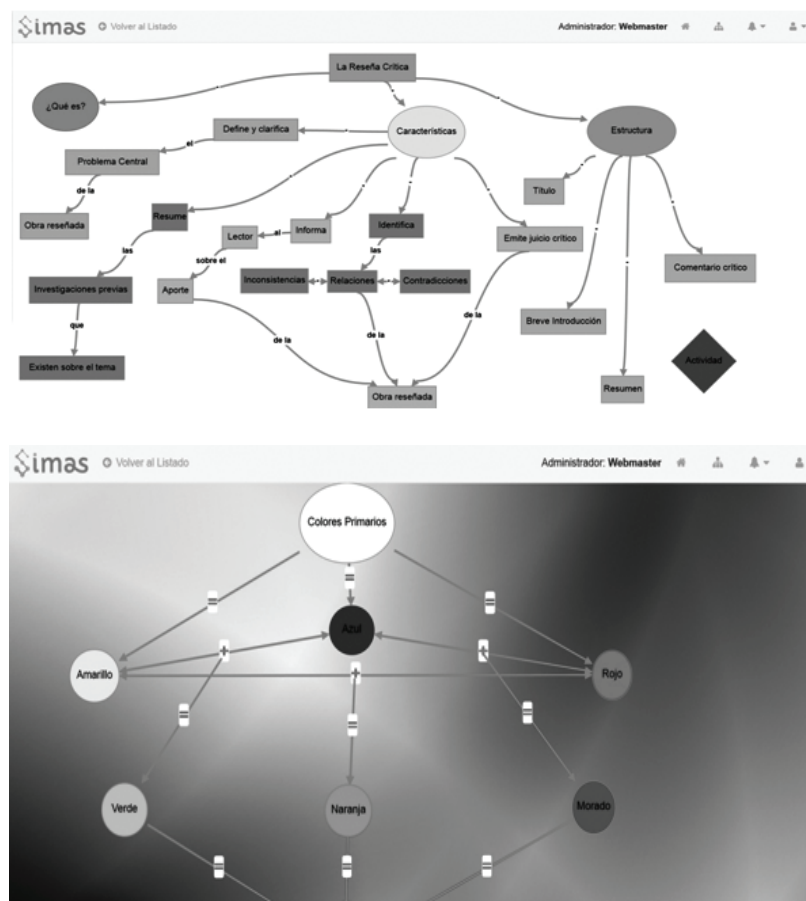 Simas Volver al Listado Administrador: Webmaster
La Reseña Crítica
¿Qué es?
Características
Estructura
Define y clarifica
el
Problema Central
de la
Obra reseñada
Resume
las
Investigaciones previas
que
Existen sobre el tema
Informa
al
Lector
sobre el
Aporte
de la
Identifica
las
Inconsistencias
Relaciones
Contradicciones
de la
Emite juicio crítico
de la
Obra reseñada
Título
Breve Introducción
Resumen
Comentario crítico
Actividad
Simas Volver al Listado Administrador: Webmaster
Colores Primarios
=
=
=
Azul
+
+
+
Amarillo
Rojo
=
=
=
Verde
Naranja
Morado
=
=
=